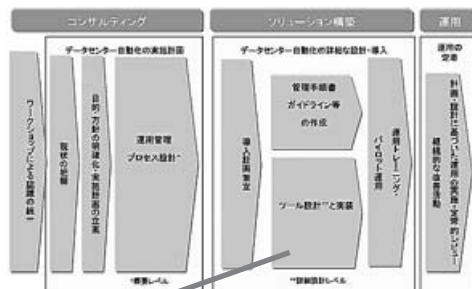 コンサルティング
ソリューション構築
運用
データセンター自動化の実施計画
データセンター自動化の詳細な設計・導入
運用の
定着
ワークショップによる認識の統一
現状の把握
目的・方針の明確化・実施計画の立案
運用管理
プロセス設計*
導入計画策定
管理手順書
ガイドライン等
の作成
ツール設計**と実装
運用トレーニング・
パイロット運用
計画・設計に基づいた運用の実施・定常的レビュー
継続的な改善活動
*概要レベル
**詳細設計レベル